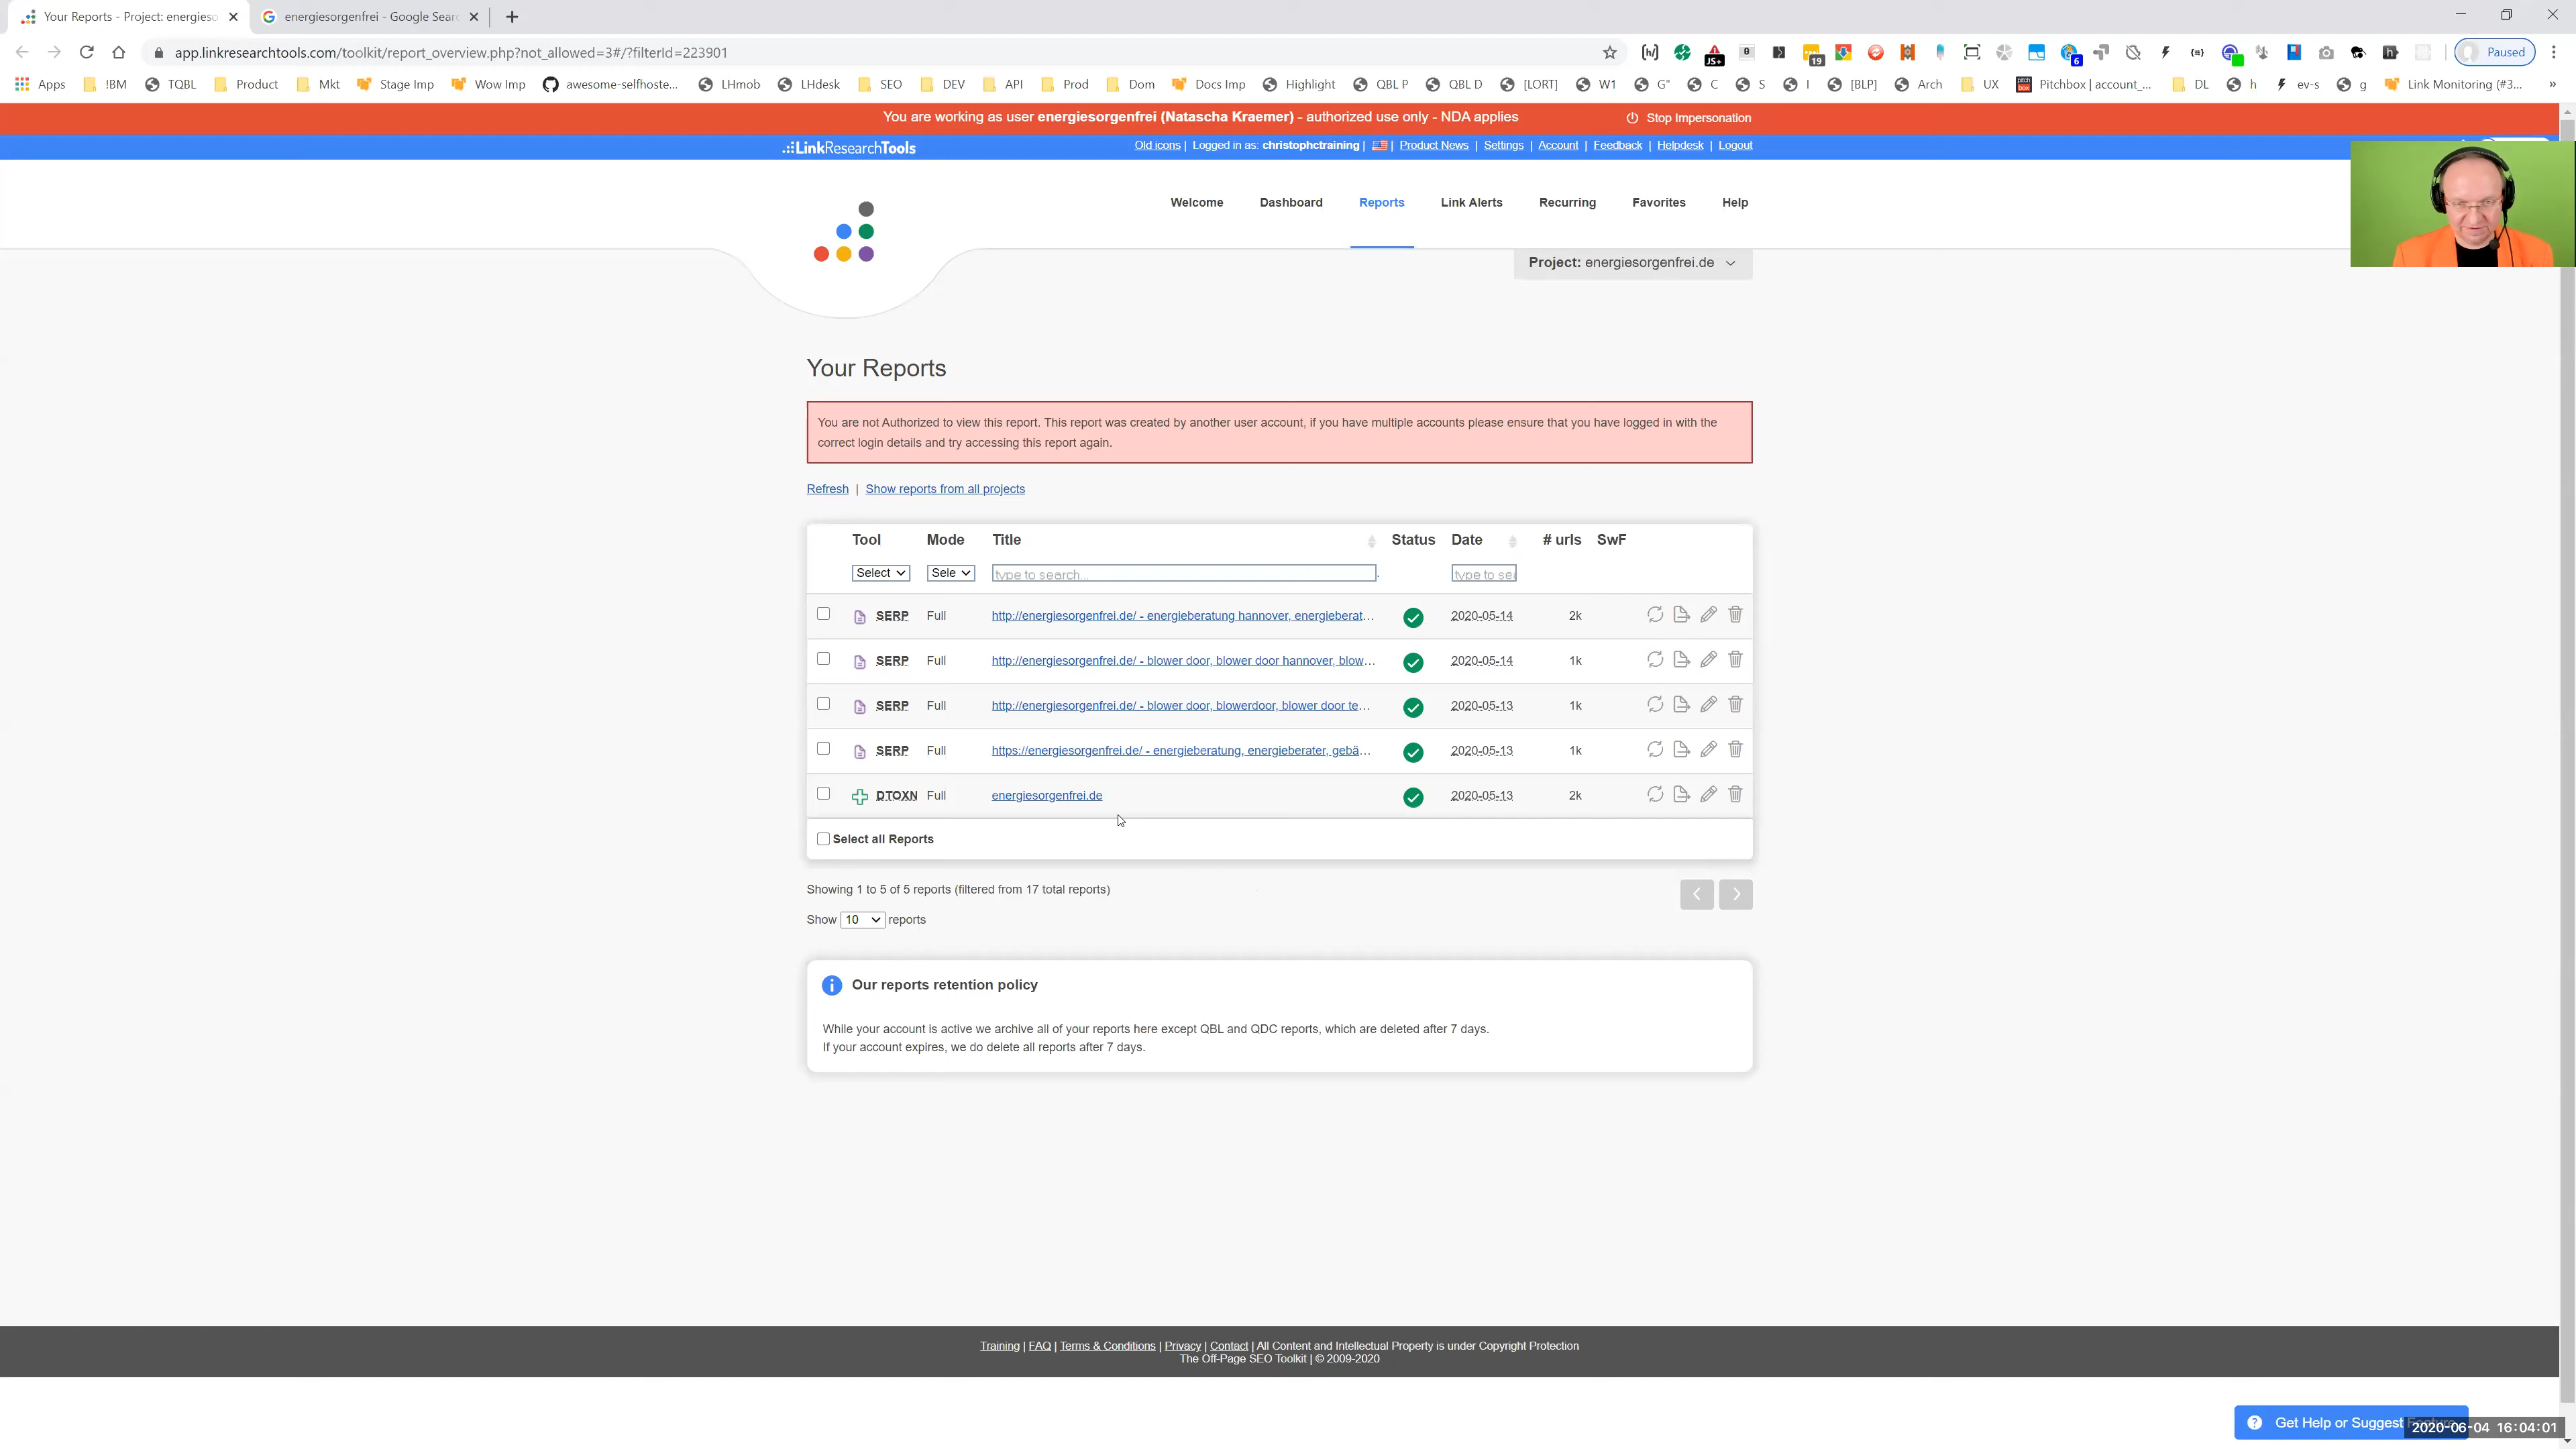 Your Reports - Project: energieso
energiesorgenfrei - Google Sear
app.linkresearchtools.com/toolkit/report_overview.php?not_allowed=3#/?filterId=223901
JS+
19
6
Paused
Apps
!BM
TQBL
Product
Mkt
Stage Imp
Wow Imp
awesome-selfhoste...
LHmob
LHdesk
SEO
DEV
API
Prod
Dom
Docs Imp
Highlight
QBL P
QBL D
[LORT]
W1
G"
C
S
I
[BLP]
Arch
UX
Pitchbox | account_...
DL
h
ev-s
g
Link Monitoring (#3...
»
You are working as user energiesorgenfrei (Natascha Kraemer) - authorized use only - NDA applies
Stop Impersonation
LinkResearchTools
Old icons | Logged in as: christophctraining | | Product News | Settings | Account | Feedback | Helpdesk | Logout
Welcome
Dashboard
Reports
Link Alerts
Recurring
Favorites
Help
Project: energiesorgenfrei.de
Your Reports
You are not Authorized to view this report. This report was created by another user account, if you have multiple accounts please ensure that you have logged in with the
correct login details and try accessing this report again.
Refresh | Show reports from all projects
Tool Mode Title Status Date # urls SwF
Select Sele type to search... . type to sea
SERP Full http://energiesorgenfrei.de/ - energieberatung hannover, energieberat... 2020-05-14 2k
SERP Full http://energiesorgenfrei.de/ - blower door, blower door hannover, blow... 2020-05-14 1k
SERP Full http://energiesorgenfrei.de/ - blower door, blowerdoor, blower door te... 2020-05-13 1k
SERP Full https://energiesorgenfrei.de/ - energieberatung, energieberater, gebä... 2020-05-13 1k
DTOXN Full energiesorgenfrei.de 2020-05-13 2k
Select all Reports
Showing 1 to 5 of 5 reports (filtered from 17 total reports)
Show 10 reports
Our reports retention policy
While your account is active we archive all of your reports here except QBL and QDC reports, which are deleted after 7 days.
If your account expires, we do delete all reports after 7 days.
Training | FAQ | Terms & Conditions | Privacy | Contact | All Content and Intellectual Property is under Copyright Protection
The Off-Page SEO Toolkit | © 2009-2020
Get Help or Suggest
2020-06-04 16:04:01